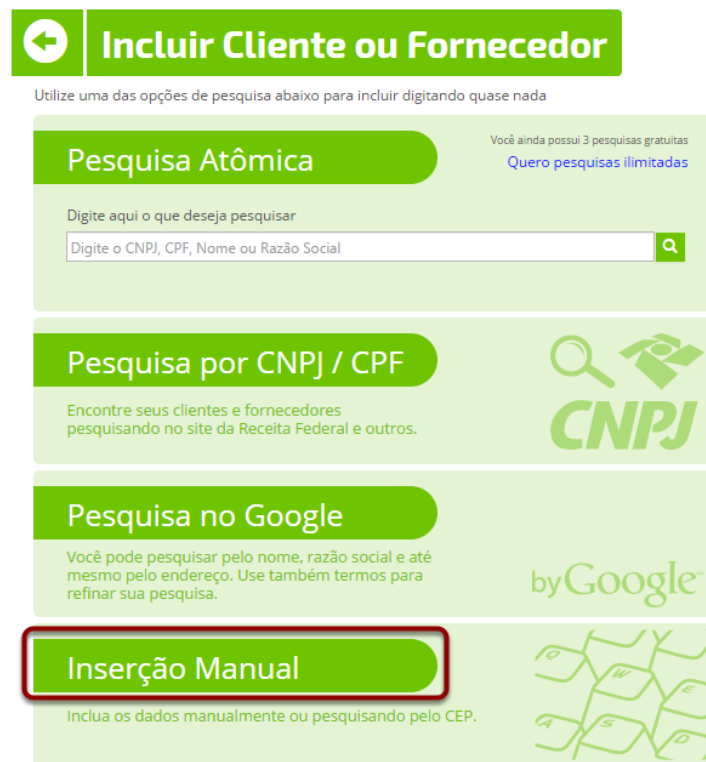 Incluir Cliente ou Fornecedor
Utilize uma das opções de pesquisa abaixo para incluir digitando quase nada
Pesquisa Atômica
Você ainda possui 3 pesquisas gratuitas
Quero pesquisas ilimitadas
Digite aqui o que deseja pesquisar
Digite o CNPJ, CPF, Nome ou Razão Social
Pesquisa por CNPJ / CPF
Encontre seus clientes e fornecedores
pesquisando no site da Receita Federal e outros.
CNPJ
Pesquisa no Google
Você pode pesquisar pelo nome, razão social e até
mesmo pelo endereço. Use também termos para
refinar sua pesquisa.
by Google
Inserção Manual
Inclua os dados manualmente ou pesquisando pelo CEP.
Q W E
A S D